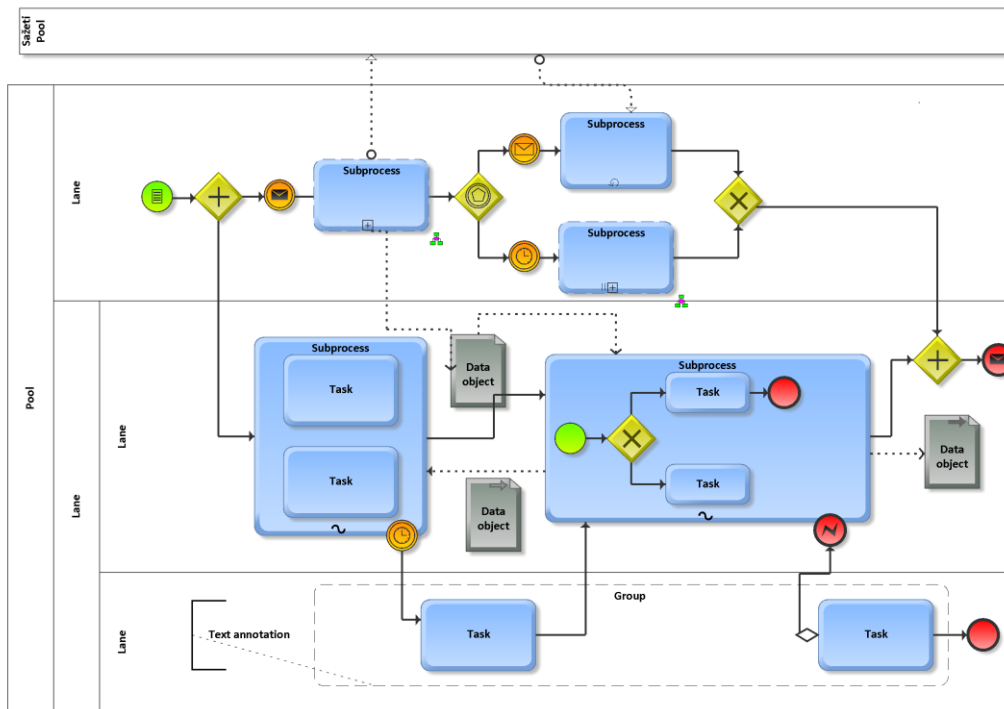 Sažeti
Pool
Pool
Lane
Subprocess
Subprocess
Subprocess
Lane
Lane
Subprocess
Task
Task
Data
object
Data
object
Subprocess
Task
Task
Data
object
Lane
Text annotation
Group
Task
Task